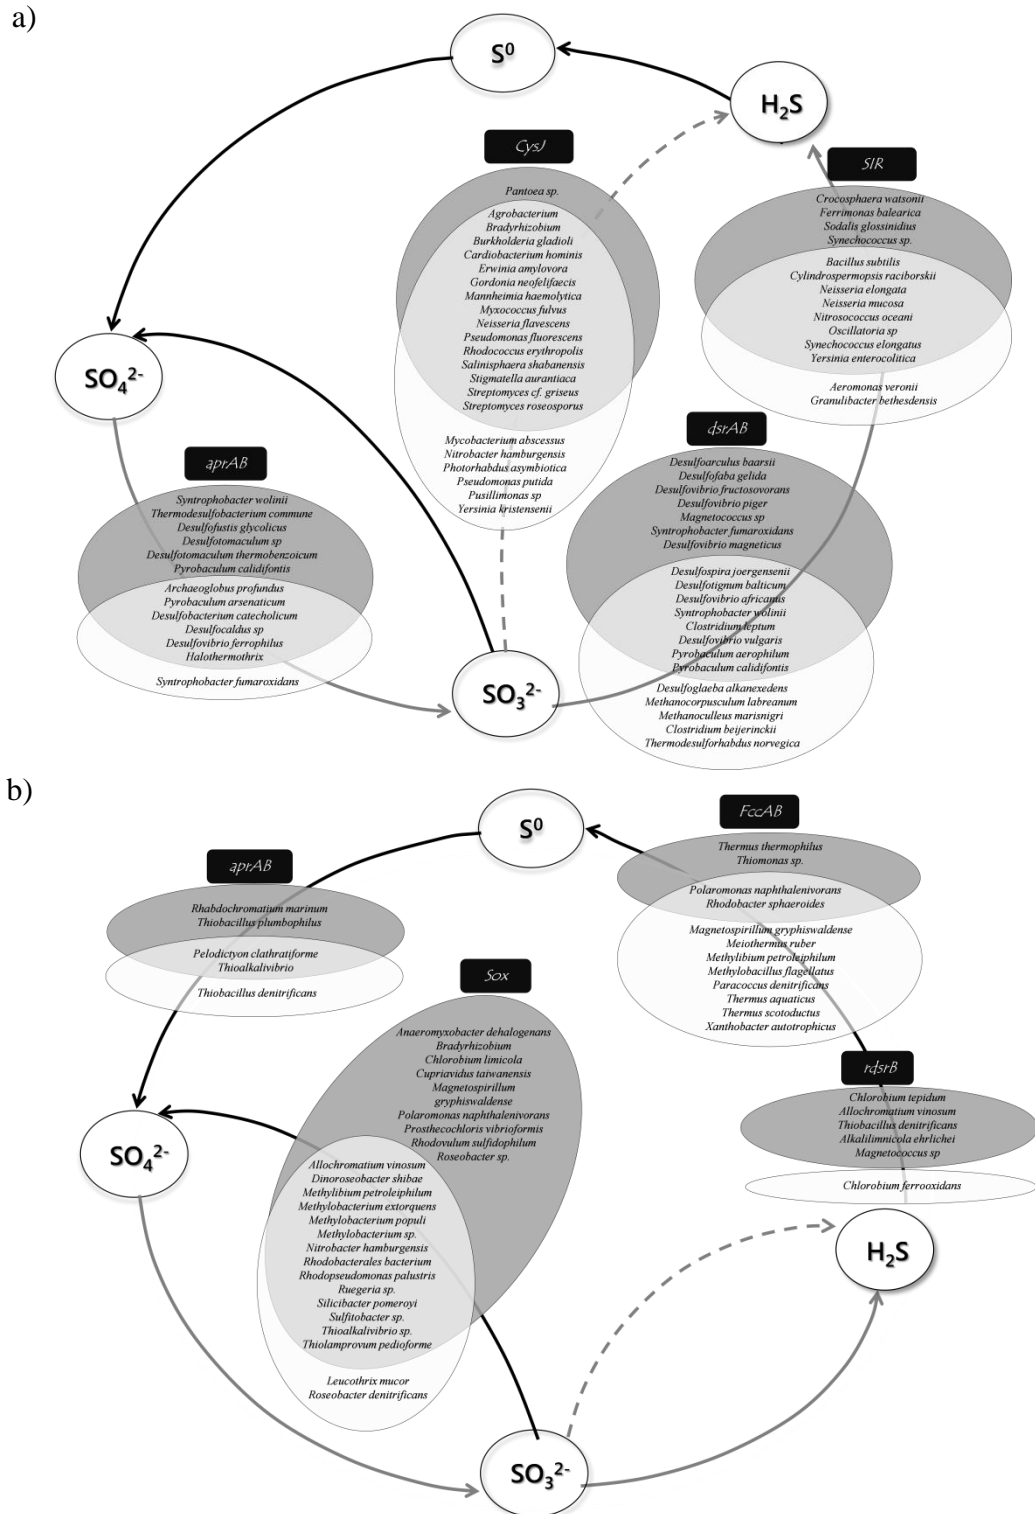 a)
S⁰
H₂S
CysJ
SIR
Pantoea sp.
Agrobacterium
Bradyrhizobium
Burkholderia gladioli
Cardiobacterium hominis
Erwinia amylovora
Gordonia neofelifaecis
Mannheimia haemolytica
Myxococcus fulvus
Neisseria flavescens
Pseudomonas fluorescens
Rhodococcus erythropolis
Salinisphaera shabanensis
Stigmatella aurantiaca
Streptomyces cf. griseus
Streptomyces roseosporus
Mycobacterium abscessus
Nitrobacter hamburgensis
Photorhabdus asymbiotica
Pseudomonas putida
Pusillimonas sp
Yersinia kristensenii
Crocosphaera watsonii
Ferrimonas balearica
Sodalis glossinidius
Synechococcus sp.
Bacillus subtilis
Cylindrospermopsis raciborskii
Neisseria elongata
Neisseria mucosa
Nitrosococcus oceani
Oscillatoria sp
Synechococcus elongatus
Yersinia enterocolitica
Aeromonas veronii
Granulibacter bethesdensis
SO₄²⁻
aprAB
Syntrophobacter wolinii
Thermodesulfobacterium commune
Desulfofustis glycolicus
Desulfotomaculum sp
Desulfotomaculum thermobenzoicum
Pyrobaculum calidifontis
Archaeoglobus profundus
Pyrobaculum arsenaticum
Desulfobacterium catecholicum
Desulfocaldus sp
Desulfovibrio ferrophilus
Halothermothrix
Syntrophobacter fumaroxidans
dsrAB
Desulfoarculus baarsii
Desulfofaba gelida
Desulfovibrio fructosovorans
Desulfovibrio piger
Magnetococcus sp
Syntrophobacter fumaroxidans
Desulfovibrio magneticus
Desulfospira joergensenii
Desulfotignum balticum
Desulfovibrio africanus
Syntrophobacter wolinii
Clostridium leptum
Desulfovibrio vulgaris
Pyrobaculum aerophilum
Pyrobaculum calidifontis
Desulfoglaeba alkanexedens
Methanocorpusculum labreanum
Methanoculleus marisnigri
Clostridium beijerinckii
Thermodesulforhabdus norvegica
SO₃²⁻
b)
S⁰
FccAB
Thermus thermophilus
Thiomonas sp.
Polaromonas naphthalenivorans
Rhodobacter sphaeroides
Magnetospirillum gryphiswaldense
Meiothermus ruber
Methylibium petroleiphilum
Methylobacillus flagellatus
Paracoccus denitrificans
Thermus aquaticus
Thermus scotoductus
Xanthobacter autotrophicus
aprAB
Rhabdochromatium marinum
Thiobacillus plumbophilus
Pelodictyon clathratiforme
Thioalkalivibrio
Thiobacillus denitrificans
Sox
Anaeromyxobacter dehalogenans
Bradyrhizobium
Chlorobium limicola
Cupriavidus taiwanensis
Magnetospirillum
gryphiswaldense
Polaromonas naphthalenivorans
Prosthecochloris vibrioformis
Rhodovulum sulfidophilum
Roseobacter sp.
Allochromatium vinosum
Dinoroseobacter shibae
Methylibium petroleiphilum
Methylobacterium extorquens
Methylobacterium populi
Methylobacterium sp.
Nitrobacter hamburgensis
Rhodobacterales bacterium
Rhodopseudomonas palustris
Ruegeria sp.
Silicibacter pomeroyi
Sulfitobacter sp.
Thioalkalivibrio sp.
Thiolamprovum pedioforme
Leucothrix mucor
Roseobacter denitrificans
rdsrB
Chlorobium tepidum
Allochromatium vinosum
Thiobacillus denitrificans
Alkalilimnicola ehrlichei
Magnetococcus sp
Chlorobium ferrooxidans
SO₄²⁻
H₂S
SO₃²⁻